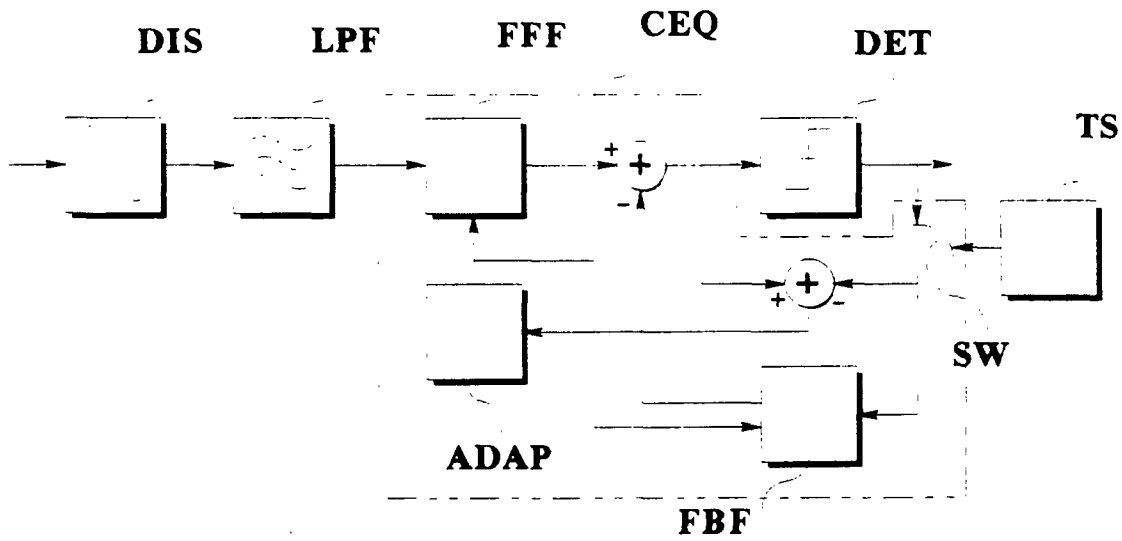 DIS LPF FFF CEQ DET
TS
+ +
-
+ + -
SW
ADAP
FBF